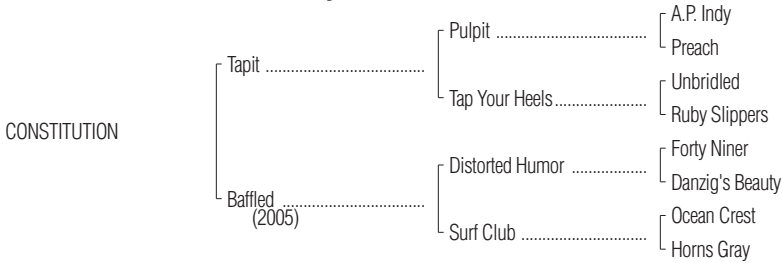 A.P. Indy
Pulpit ..........................................
Preach
Tapit ............................................
Unbridled
Tap Your Heels.........................
Ruby Slippers
CONSTITUTION
Forty Niner
Distorted Humor .....................
Danzig's Beauty
Baffled .......................................
(2005)
Ocean Crest
Surf Club ...................................
Horns Gray